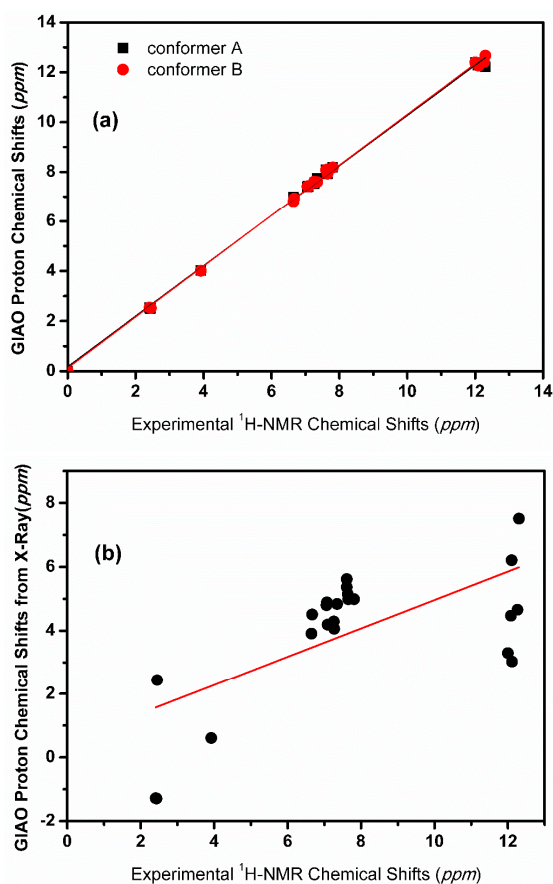 14
12
10
8
6
4
2
0
GIAO Proton Chemical Shifts (ppm)
conformer A
conformer B
(a)
0 2 4 6 8 10 12 14
Experimental ¹H-NMR Chemical Shifts (ppm)
8
6
4
2
0
-2
GIAO Proton Chemical Shifts from X-Ray(ppm)
(b)
0 2 4 6 8 10 12
Experimental ¹H-NMR Chemical Shifts (ppm)